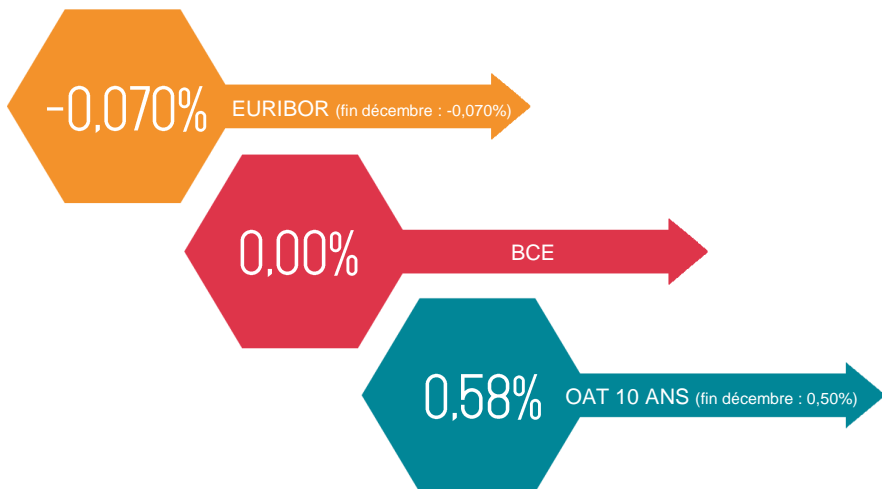 -0,070%
EURIBOR (fin décembre : -0,070%)
0,00%
BCE
0,58%
OAT 10 ANS (fin décembre : 0,50%)